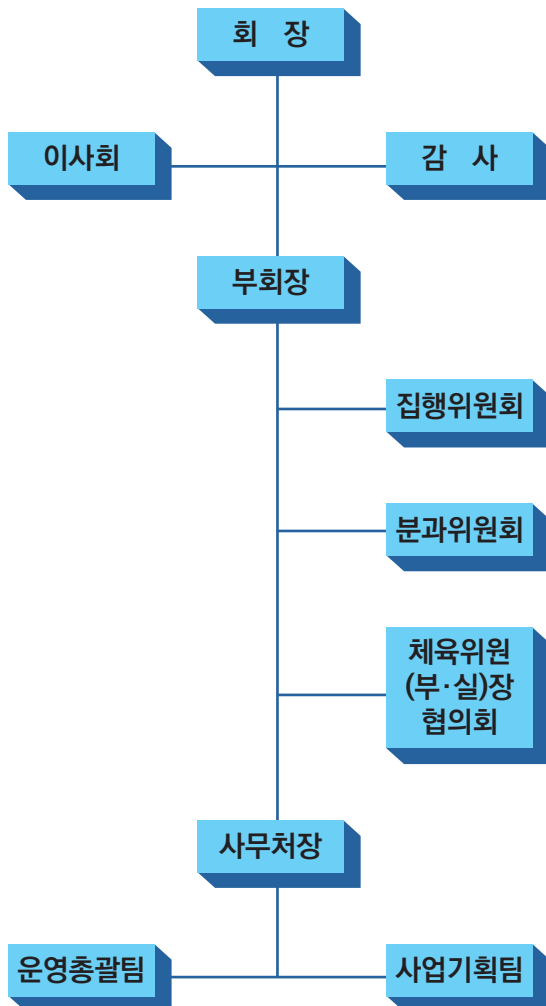 회 장
이사회
감 사
부회장
집행위원회
분과위원회
체육위원
(부·실)장
협의회
사무처장
운영총괄팀
사업기획팀